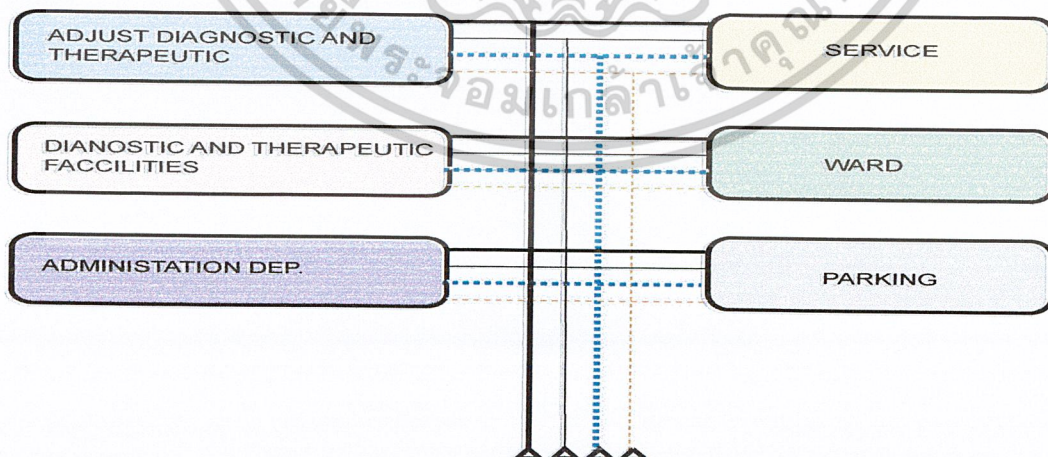 ADJUST DIAGNOSTIC AND
THERAPEUTIC
SERVICE
DIANOSTIC AND THERAPEUTIC
FACCILITIES
WARD
ADMINISTATION DEP.
PARKING